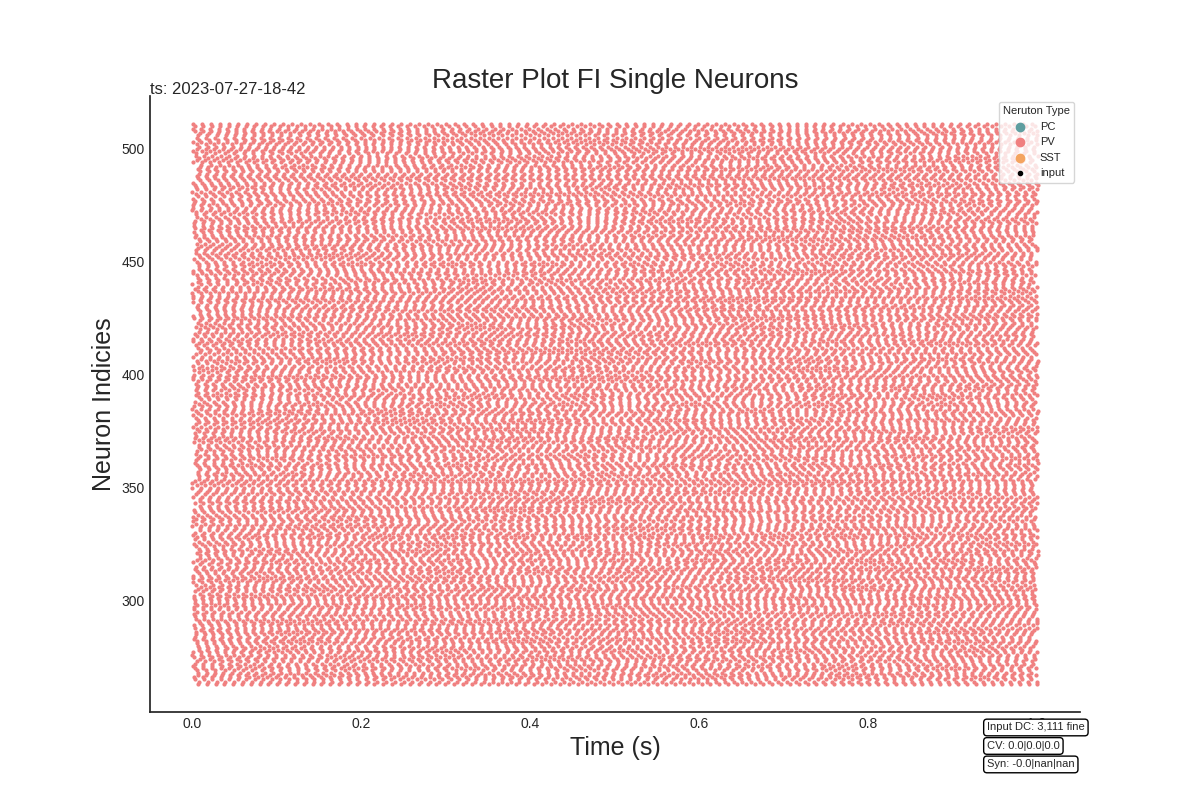 Raster Plot FI Single Neurons
ts: 2023-07-27-18-42
Neruton Type
PC
PV
SST
input
500
450
400
350
300
Neuron Indicies
0.0 0.2 0.4 0.6 0.8
Time (s)
Input DC: 3,111 fine
CV: 0.0|0.0|0.0
Syn: -0.0|nan|nan